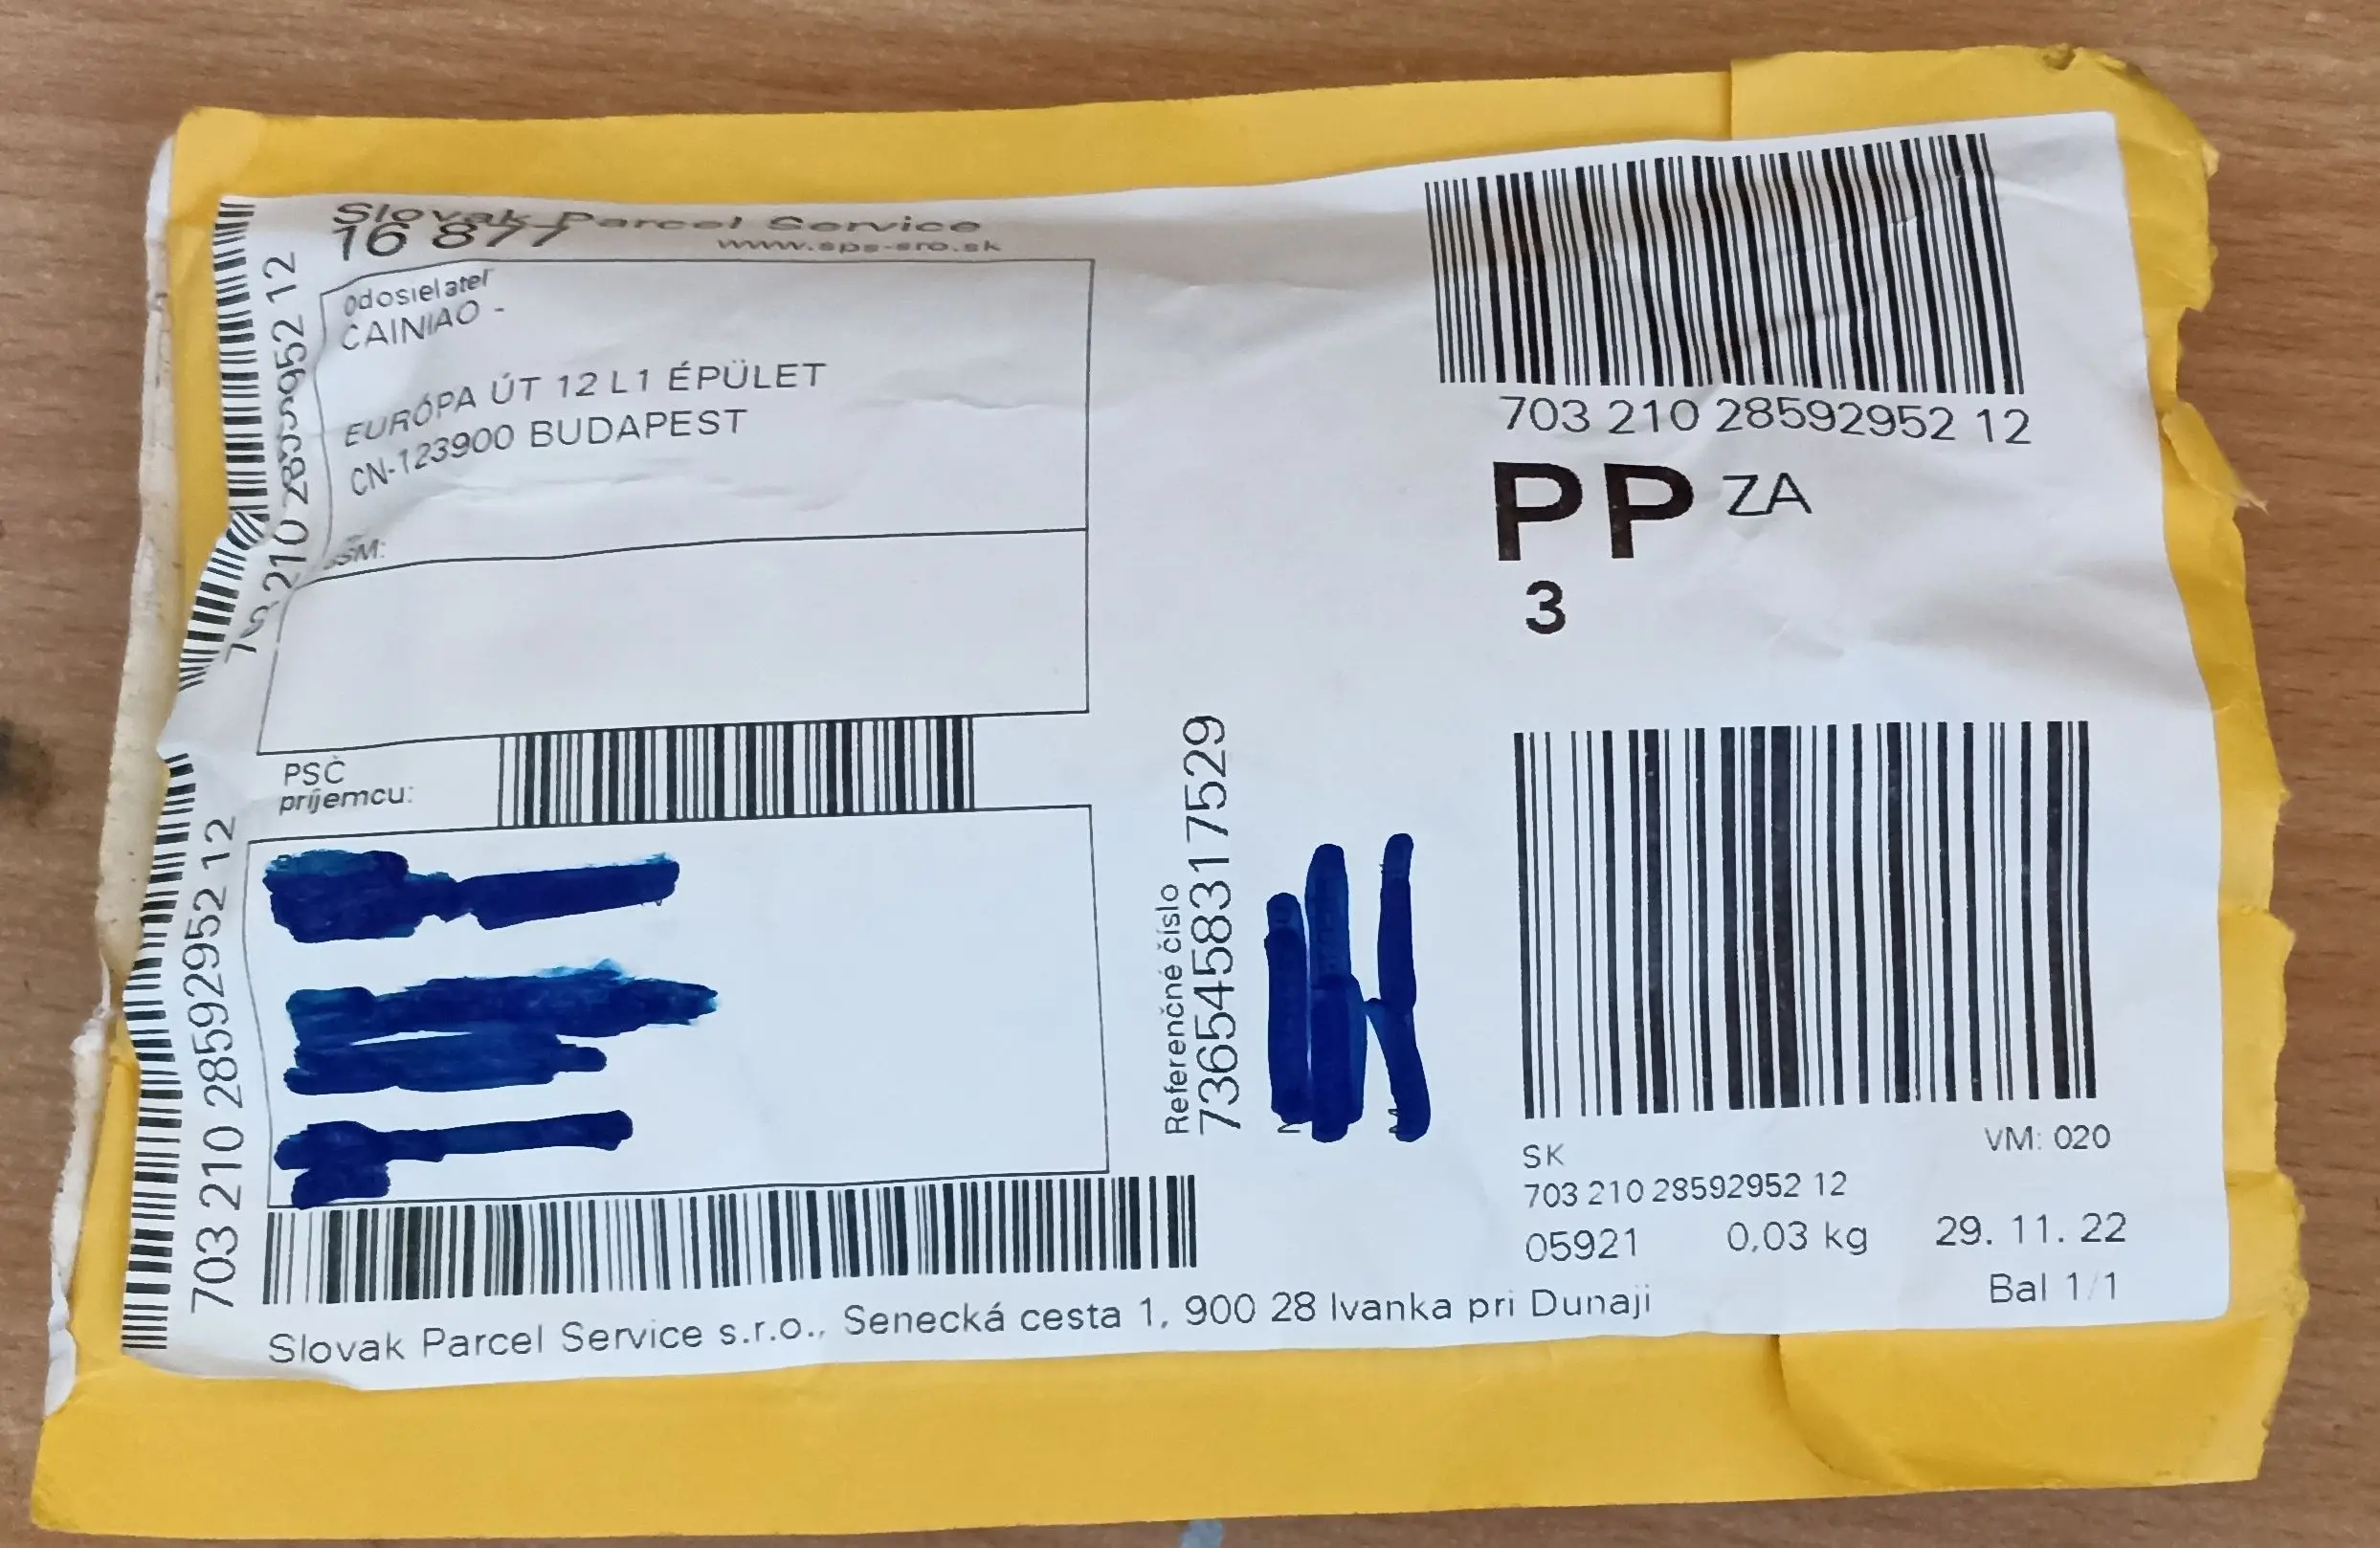 Slovak Parcel Service
16 877
www.sps-sro.sk
odosielateľ
CAINIAO -
EURÓPA ÚT 12 L1 ÉPÜLET
CN-123900 BUDAPEST
SM:
PSČ
príjemcu:
703 210 28592952 12
703 210 28592952 12
Referenčné číslo
7365458317529
703 210 28592952 12
PP ZA
3
SK
VM: 020
703 210 28592952 12
05921 0,03 kg 29. 11. 22
Bal 1/1
Slovak Parcel Service s.r.o., Senecká cesta 1, 900 28 Ivanka pri Dunaji